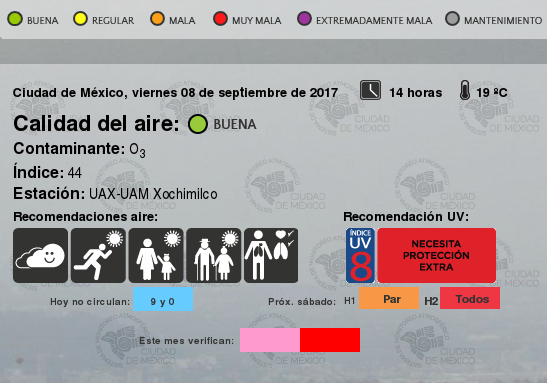 BUENA REGULAR MALA MUY MALA EXTREMADAMENTE MALA MANTENIMIENTO
Ciudad de México, viernes 08 de septiembre de 2017 14 horas 19 ºC
Calidad del aire: BUENA
Contaminante: O3
Índice: 44
Estación: UAX-UAM Xochimilco
Recomendaciones aire: Recomendación UV:
ÍNDICE
UV
8
NECESITA
PROTECCIÓN
EXTRA
Hoy no circulan: 9 y 0 Próx. sábado: H1 Par H2 Todos
Este mes verifican: